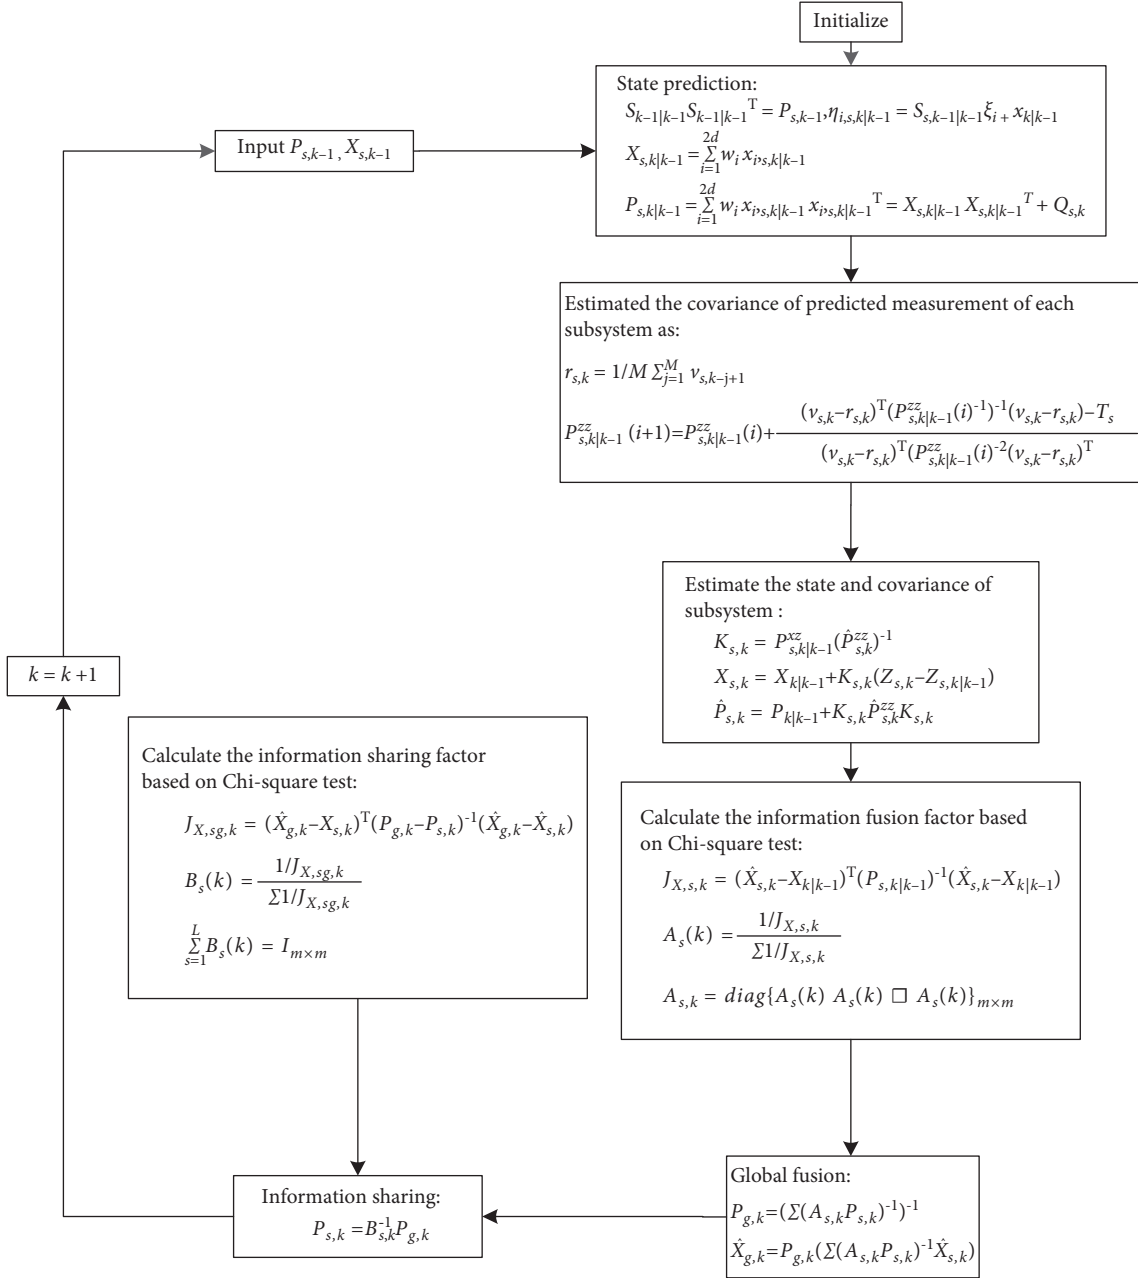 Initialize
State prediction:
S_{k–1|k–1}S_{k–1|k–1}^T = P_{s,k–1},η_{i,s,k|k–1} = S_{s,k–1|k–1}ξ_{i +} x_{k|k–1}
X_{s,k|k–1} = Σ_{i=1}^{2d} w_i x_{i,s,k|k–1}
P_{s,k|k–1} = Σ_{i=1}^{2d} w_i x_{i,s,k|k–1} x_{i,s,k|k–1}^T = X_{s,k|k–1} X_{s,k|k–1}^T + Q_{s,k}
Input P_{s,k–1} , X_{s,k–1}
Estimated the covariance of predicted measurement of each
subsystem as:
r_{s,k} = 1/M Σ_{j=1}^M v_{s,k–j+1}
P^{zz}_{s,k|k–1} (i+1)=P^{zz}_{s,k|k–1}(i)+ (v_{s,k}–r_{s,k})^T(P^{zz}_{s,k|k–1}(i)^{-1})^{-1}(v_{s,k}–r_{s,k})–T_s
(v_{s,k}–r_{s,k})^T(P^{zz}_{s,k|k–1}(i)^{-2}(v_{s,k}–r_{s,k})^T
Estimate the state and covariance of
subsystem :
K_{s,k} = P^{xz}_{s,k|k–1}(P̂^{zz}_{s,k})^{-1}
X_{s,k} = X_{k|k–1}+K_{s,k}(Z_{s,k}–Z_{s,k|k–1})
P̂_{s,k} = P_{k|k–1}+K_{s,k}P̂^{zz}_{s,k}K_{s,k}
k = k +1
Calculate the information sharing factor
based on Chi-square test:
J_{X,sg,k} = (X̂_{g,k}–X_{s,k})^T(P_{g,k}–P_{s,k})^{-1}(X̂_{g,k}–X̂_{s,k})
B_s(k) = 1/J_{X,sg,k}
Σ1/J_{X,sg,k}
Σ_{s=1}^L B_s(k) = I_{m×m}
Calculate the information fusion factor based
on Chi-square test:
J_{X,s,k} = (X̂_{s,k}–X_{k|k–1})^T(P_{s,k|k–1})^{-1}(X̂_{s,k}–X_{k|k–1})
A_s(k) = 1/J_{X,s,k}
Σ1/J_{X,s,k}
A_{s,k} = diag{A_s(k) A_s(k) □ A_s(k)}_{m×m}
Information sharing:
P_{s,k} =B^{-1}_{s,k}P_{g,k}
Global fusion:
P_{g,k}=(Σ(A_{s,k}P_{s,k})^{-1})^{-1}
X̂_{g,k}=P_{g,k}(Σ(A_{s,k}P_{s,k})^{-1}X̂_{s,k})